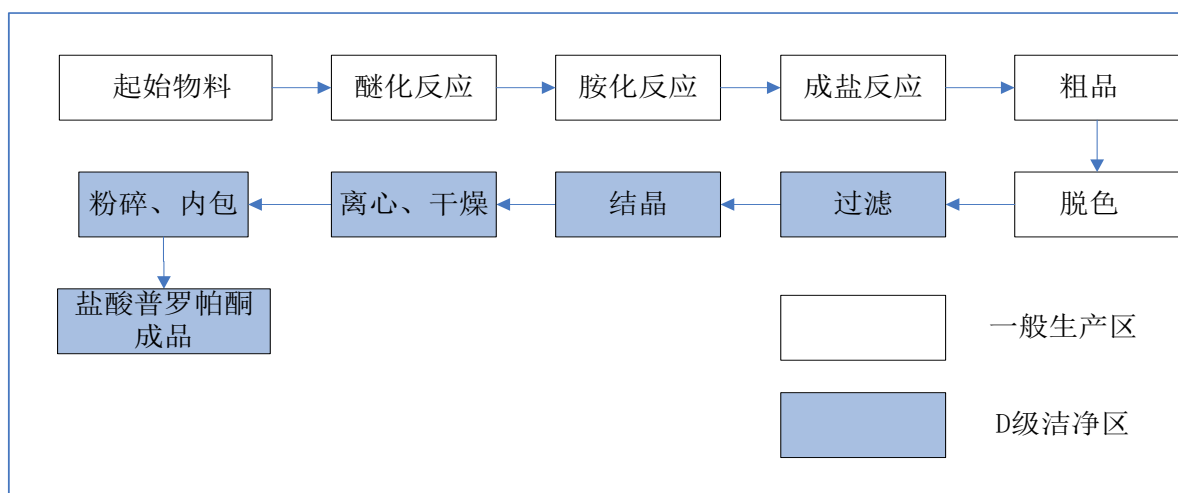 起始物料
醚化反应
胺化反应
成盐反应
粗品
粉碎、内包
离心、干燥
结晶
过滤
脱色
盐酸普罗帕酮
成品
一般生产区
D级洁净区